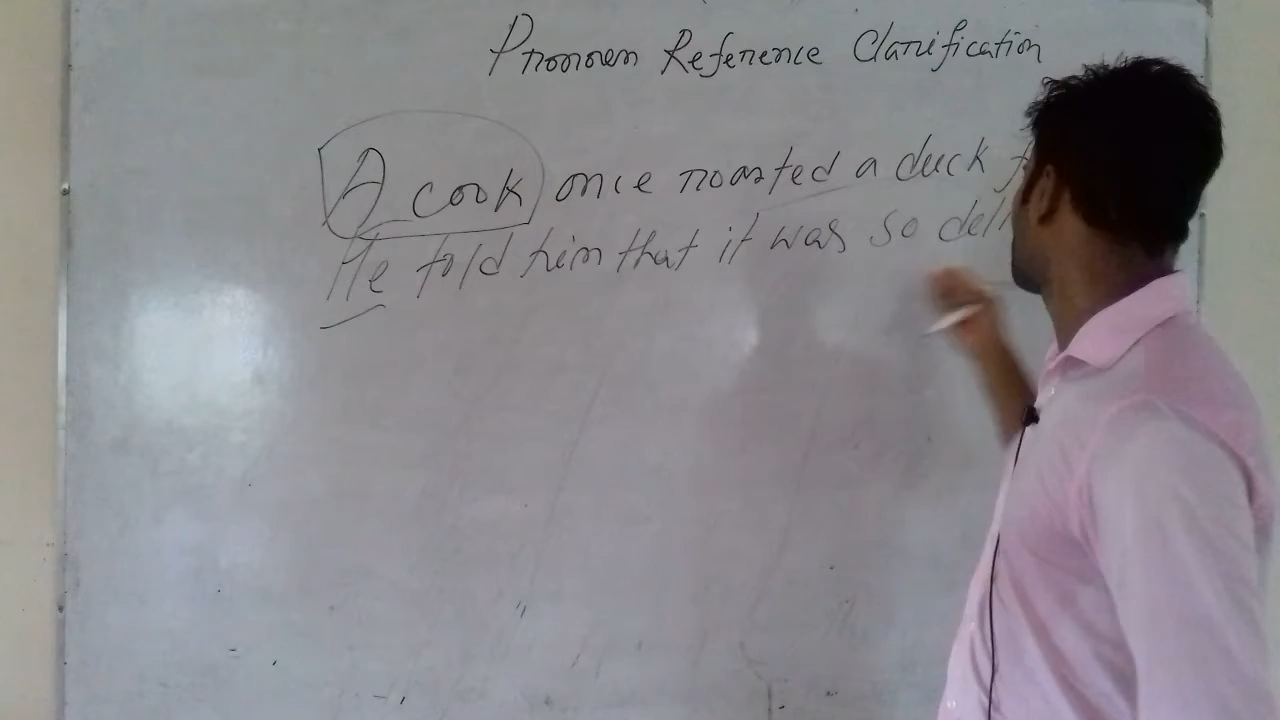 Pronoun Reference Clarification
A cook once roasted a duck
He told him that it was so